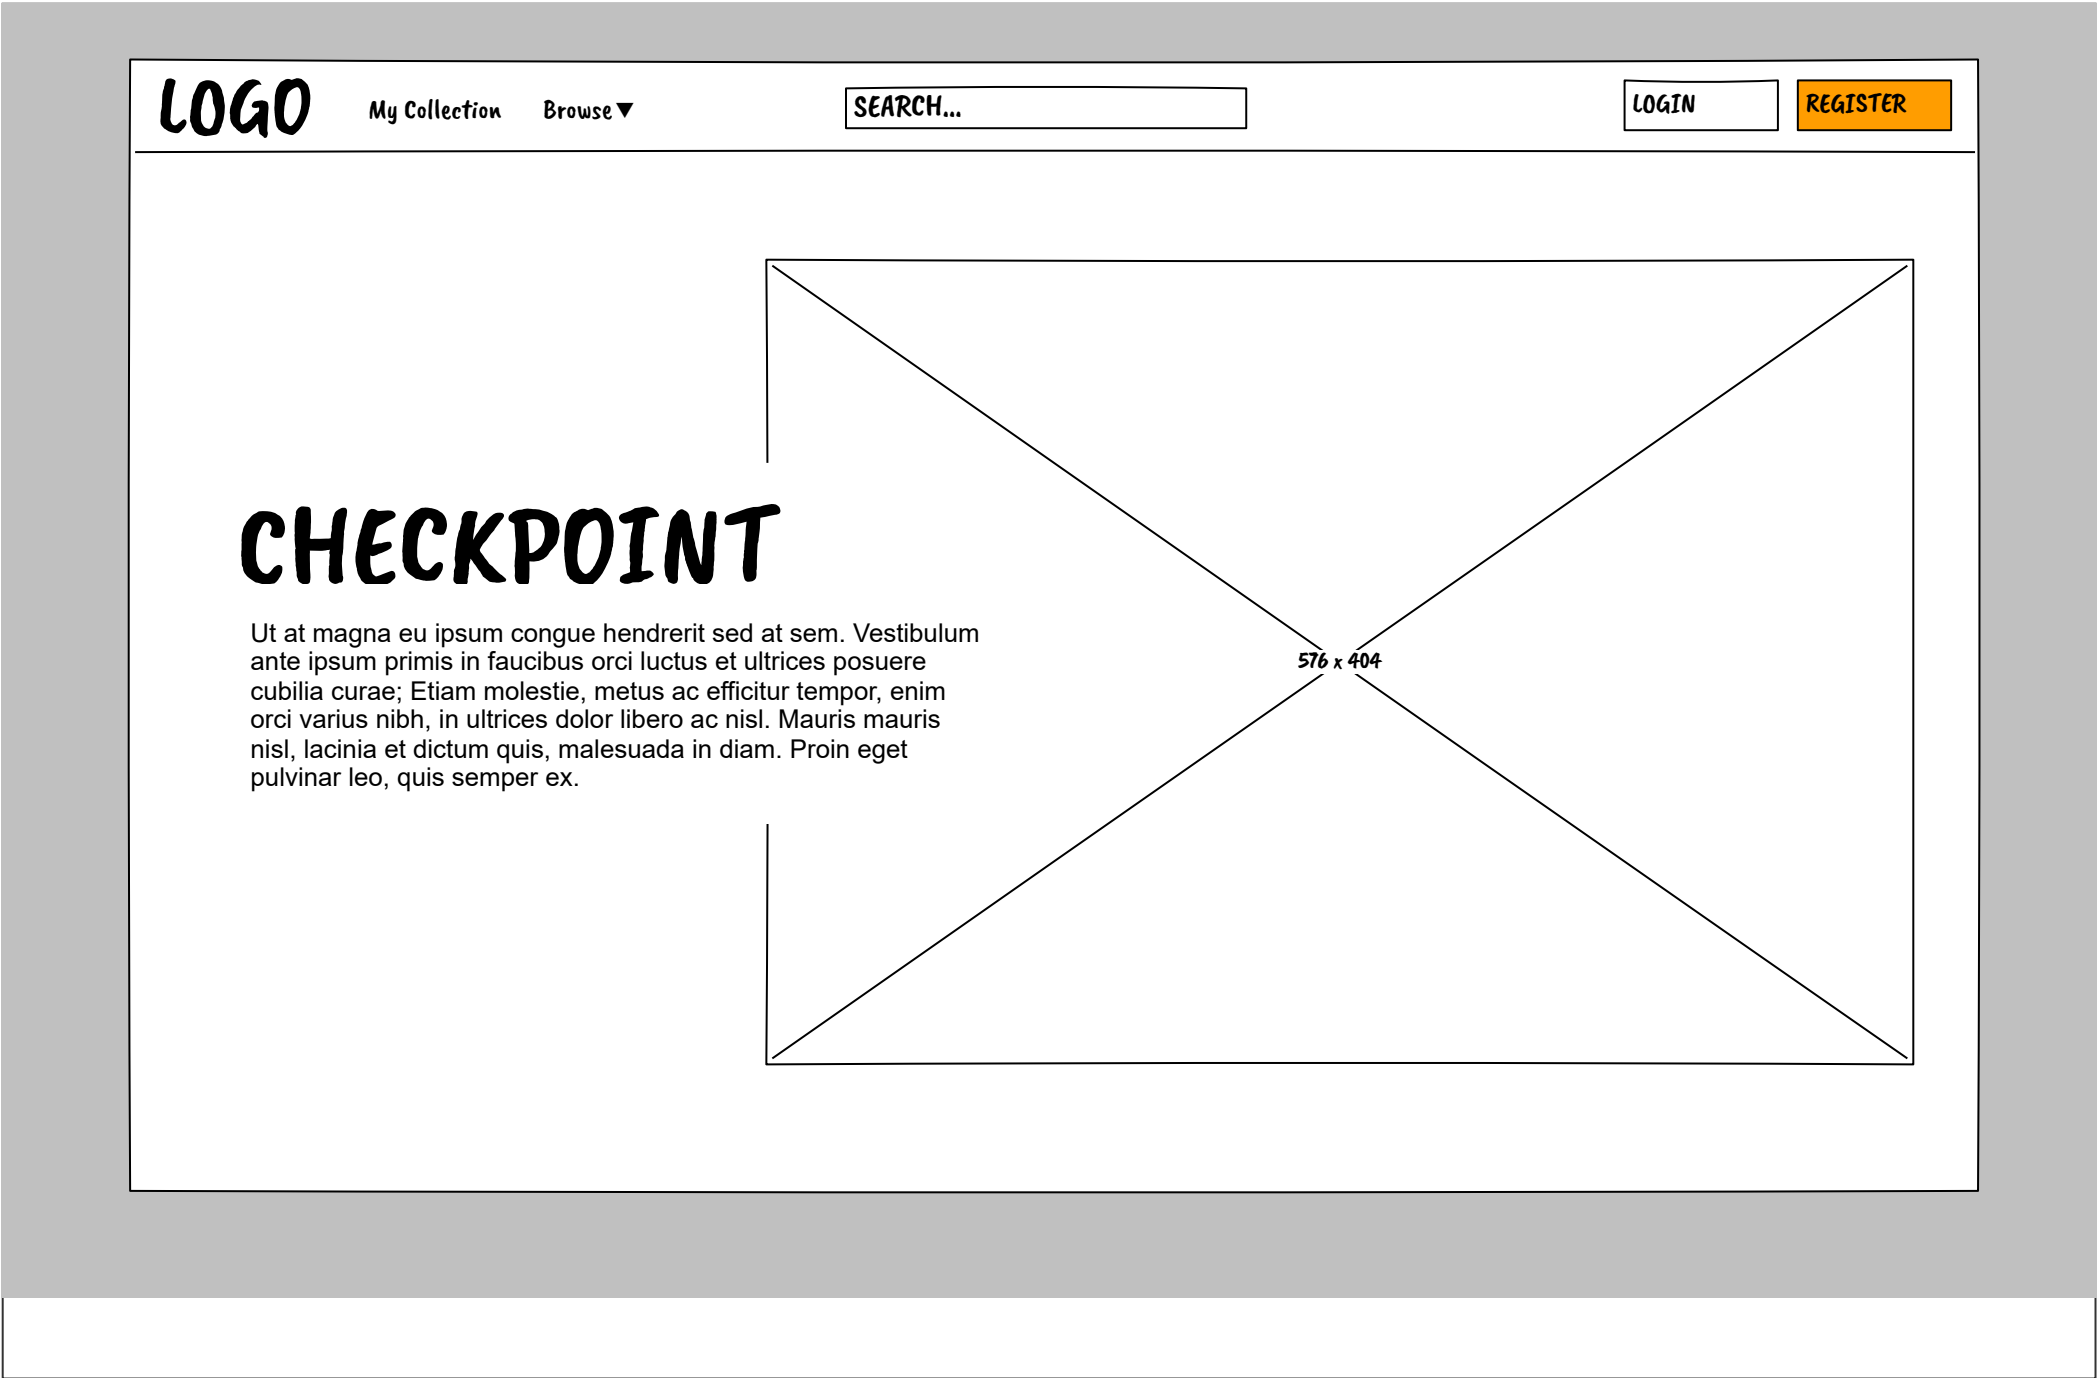 LOGO
My Collection
Browse▼
SEARCH...
LOGIN
REGISTER
CHECKPOINT
Ut at magna eu ipsum congue hendrerit sed at sem. Vestibulum
ante ipsum primis in faucibus orci luctus et ultrices posuere
cubilia curae; Etiam molestie, metus ac efficitur tempor, enim
orci varius nibh, in ultrices dolor libero ac nisl. Mauris mauris
nisl, lacinia et dictum quis, malesuada in diam. Proin eget
pulvinar leo, quis semper ex.
576 x 404